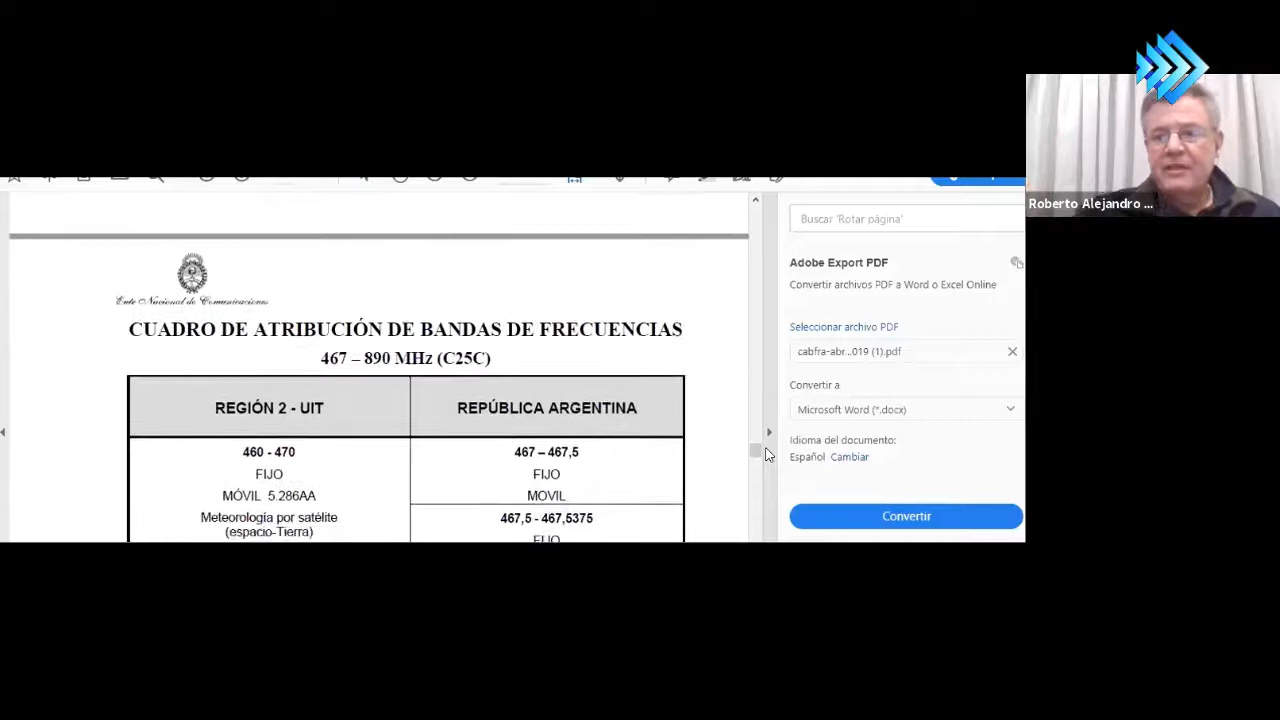 Ente Nacional de Comunicaciones
CUADRO DE ATRIBUCIÓN DE BANDAS DE FRECUENCIAS
467 – 890 MHz (C25C)
REGIÓN 2 - UIT
REPÚBLICA ARGENTINA
460 - 470
FIJO
MÓVIL 5.286AA
Meteorología por satélite
(espacio-Tierra)
467 – 467,5
FIJO
MOVIL
467,5 - 467,5375
FIJO
Buscar 'Rotar página'
Adobe Export PDF
Convertir archivos PDF a Word o Excel Online
Seleccionar archivo PDF
cabfra-abr...019 (1).pdf
Convertir a
Microsoft Word (*.docx)
Idioma del documento:
Español Cambiar
Convertir
Roberto Alejandro ...